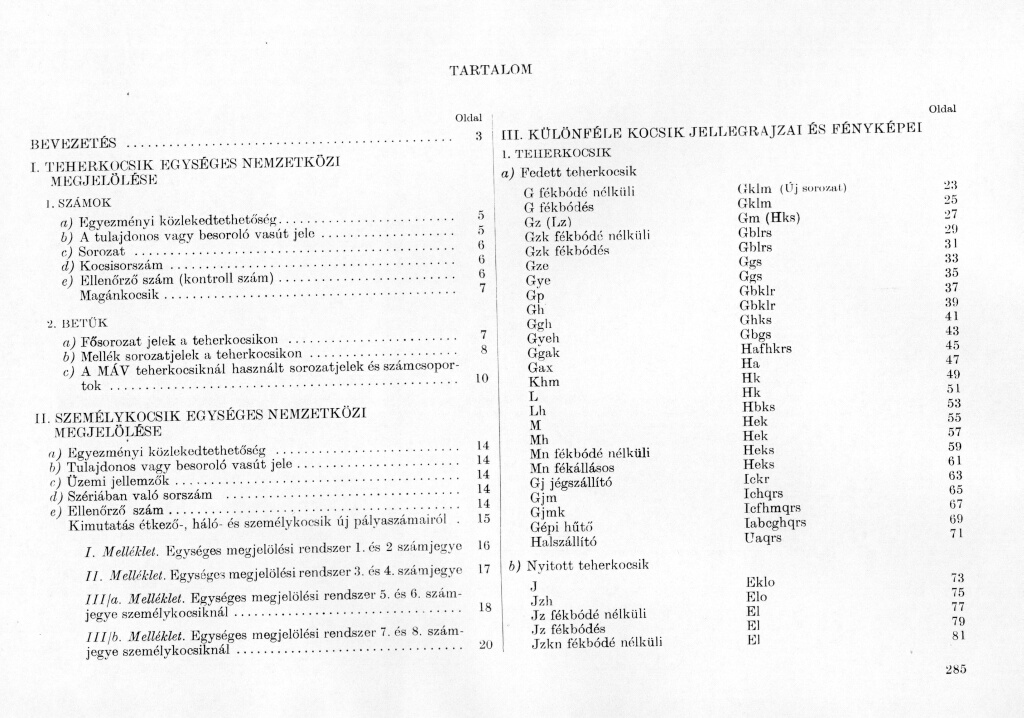 TARTALOM
Oldal
BEVEZETÉS 3
I. TEHERKOCSIK EGYSÉGES NEMZETKÖZI
MEGJELÖLÉSE
1. SZÁMOK
a) Egyezményi közlekedtethetőség 5
b) A tulajdonos vagy besoroló vasút jele 5
c) Sorozat 6
d) Kocsisorszám 6
e) Ellenőrző szám (kontroll szám) 6
Magánkocsik 7
2. BETŰK
a) Fősorozat jelek a teherkocsikon 7
b) Mellék sorozatjelek a teherkocsikon 8
c) A MÁV teherkocsiknál használt sorozatjelek és számcsopor-
tok 10
II. SZEMÉLYKOCSIK EGYSÉGES NEMZETKÖZI
MEGJELÖLÉSE
a) Egyezményi közlekedtethetőség 14
b) Tulajdonos vagy besoroló vasút jele 14
c) Üzemi jellemzők 14
d) Szériában való sorszám 14
e) Ellenőrző szám 14
Kimutatás étkező-, háló- és személykocsik új pályaszámairól . 15
I. Melléklet. Egységes megjelölési rendszer 1. és 2 számjegye 16
II. Melléklet. Egységes megjelölési rendszer 3. és 4. számjegye 17
III/a. Melléklet. Egységes megjelölési rendszer 5. és 6. szám-
jegye személykocsiknál 18
III/b. Melléklet. Egységes megjelölési rendszer 7. és 8. szám-
jegye személykocsiknál 20
Oldal
III. KÜLÖNFÉLE KOCSIK JELLEGRAJZAI ÉS FÉNYKÉPEI
1. TEHERKOCSIK
a) Fedett teherkocsik
G fékbódé nélküli Gklm (Új sorozat) 23
G fékbódés Gklm 25
Gz (Lz) Gm (Hks) 27
Gzk fékbódé nélküli Gblrs 29
Gzk fékbódés Gblrs 31
Gze Ggs 33
Gye Ggs 35
Gp Gbklr 37
Gh Gbklr 39
Ggh Ghks 41
Gyeh Gbgs 43
Ggak Hafhkrs 45
Gax Ha 47
Khm Hk 49
L Hk 51
Lh Hbks 53
M Hek 55
Mh Hek 57
Mn fékbódé nélküli Heks 59
Mn fékállásos Heks 61
Gj jégszállító Ickr 63
Gjm Ichqrs 65
Gjmk Icfhmqrs 67
Gépi hűtő Iabcghqrs 69
Halszállító Uaqrs 71
b) Nyitott teherkocsik
J Eklo 73
Jzh Elo 75
Jz fékbódé nélküli El 77
Jz fékbódés El 79
Jzkn fékbódé nélküli El 81
285